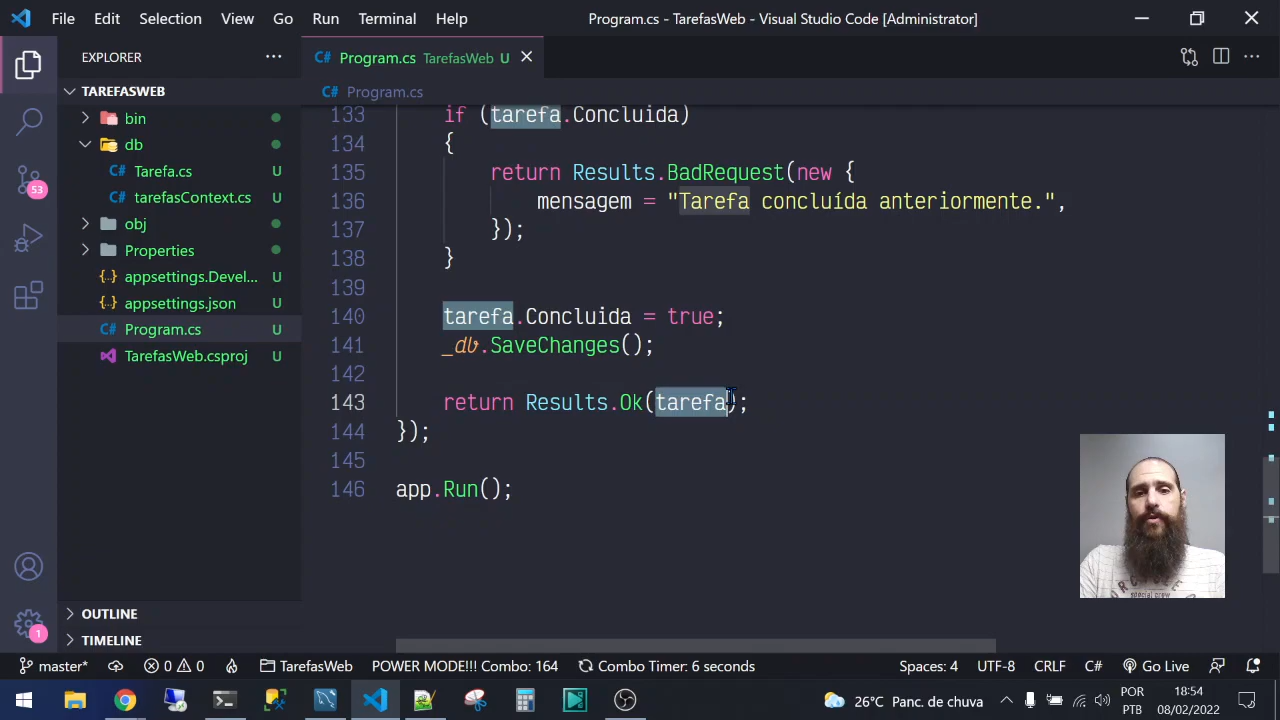 File Edit Selection View Go Run Terminal Help Program.cs - TarefasWeb - Visual Studio Code [Administrator]
EXPLORER
TAREFASWEB
bin
db
Tarefa.cs U
tarefasContext.cs U
obj
Properties
appsettings.Devel... U
appsettings.json U
Program.cs U
TarefasWeb.csproj U
OUTLINE
TIMELINE
53
1
Program.cs TarefasWeb U
Program.cs
133 if (tarefa.Concluida)
134 {
135 return Results.BadRequest(new {
136 mensagem = "Tarefa concluída anteriormente.",
137 });
138 }
139
140 tarefa.Concluida = true;
141 _db.SaveChanges();
142
143 return Results.Ok(tarefa);
144 });
145
146 app.Run();
master* 0 0 TarefasWeb POWER MODE!!! Combo: 164 Combo Timer: 6 seconds Spaces: 4 UTF-8 CRLF C# Go Live
26°C Panc. de chuva POR 18:54
PTB 08/02/2022